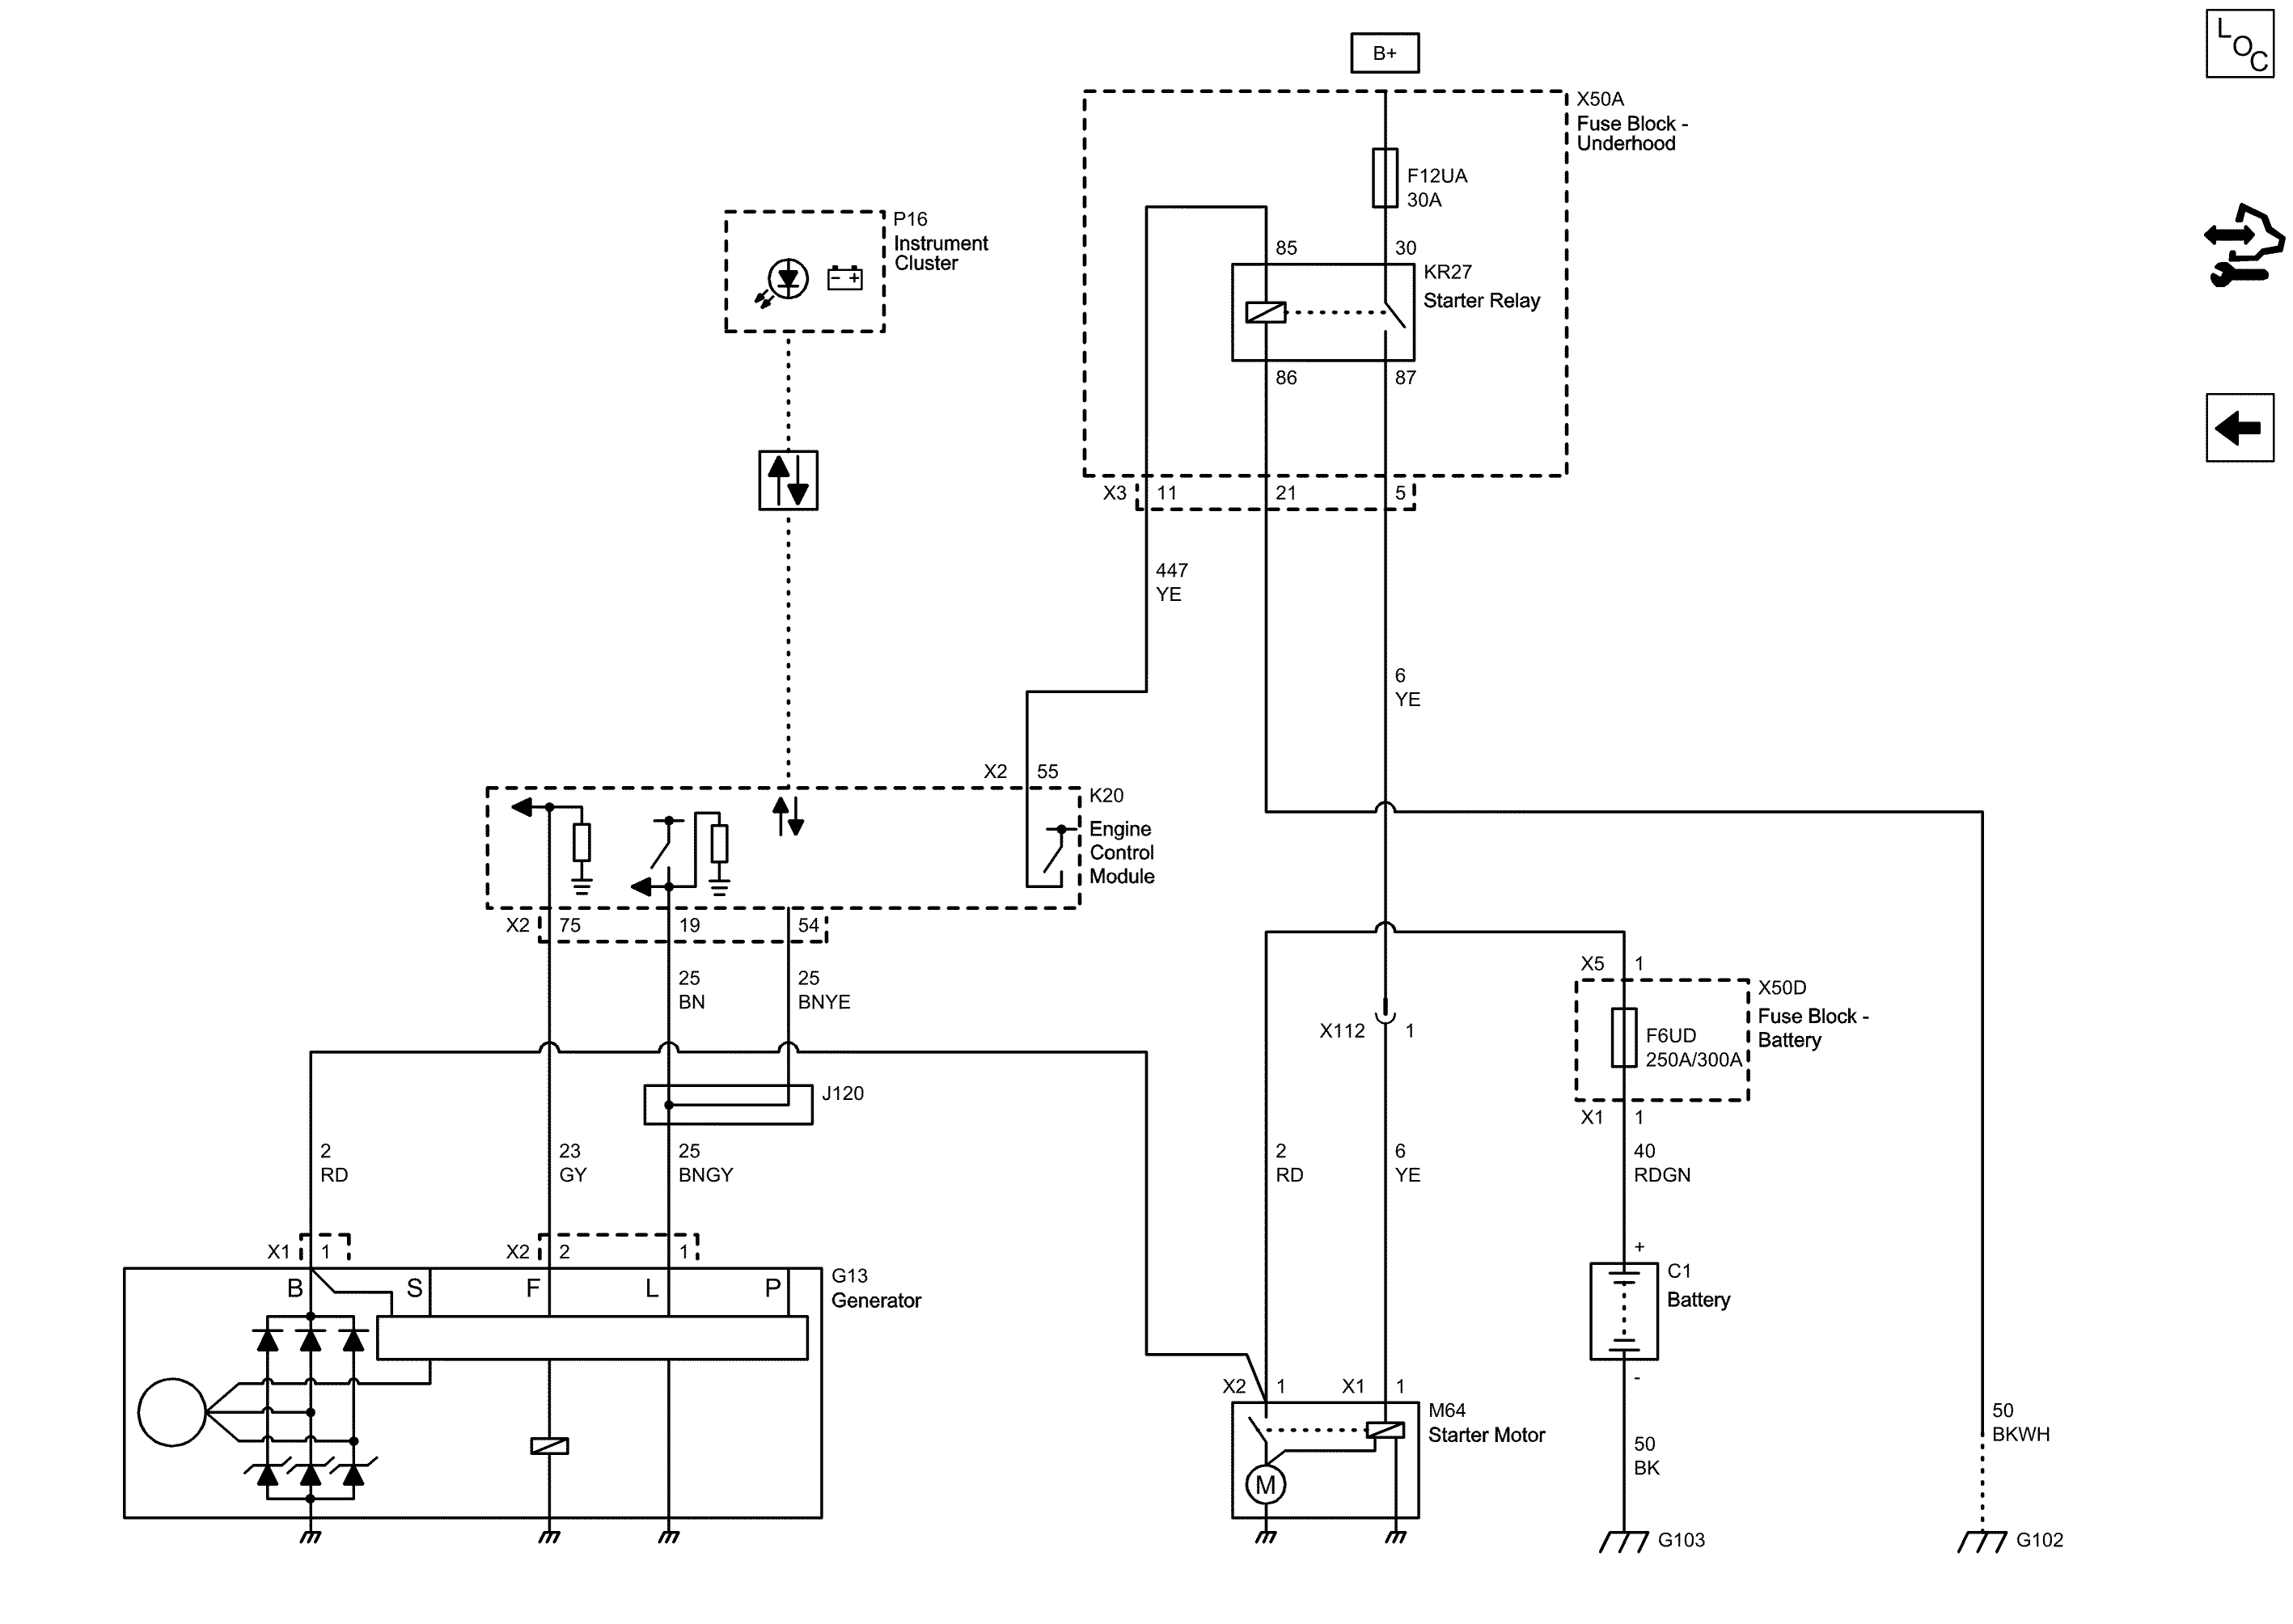 L
O
C
B+
X50A
Fuse Block -
Underhood
F12UA
30A
P16
Instrument
Cluster
85
30
KR27
Starter Relay
86
87
X3
11
21
5
447
YE
6
YE
X2
55
K20
Engine
Control
Module
X2
75
19
54
25
BN
25
BNYE
X5
1
X50D
Fuse Block -
Battery
F6UD
250A/300A
X112
1
J120
X1
1
2
RD
23
GY
25
BNGY
2
RD
6
YE
40
RDGN
X1
1
X2
2
1
+
B
S
F
L
P
G13
Generator
C1
Battery
-
X2
1
X1
1
M64
Starter Motor
M
50
BK
50
BKWH
G103
G102